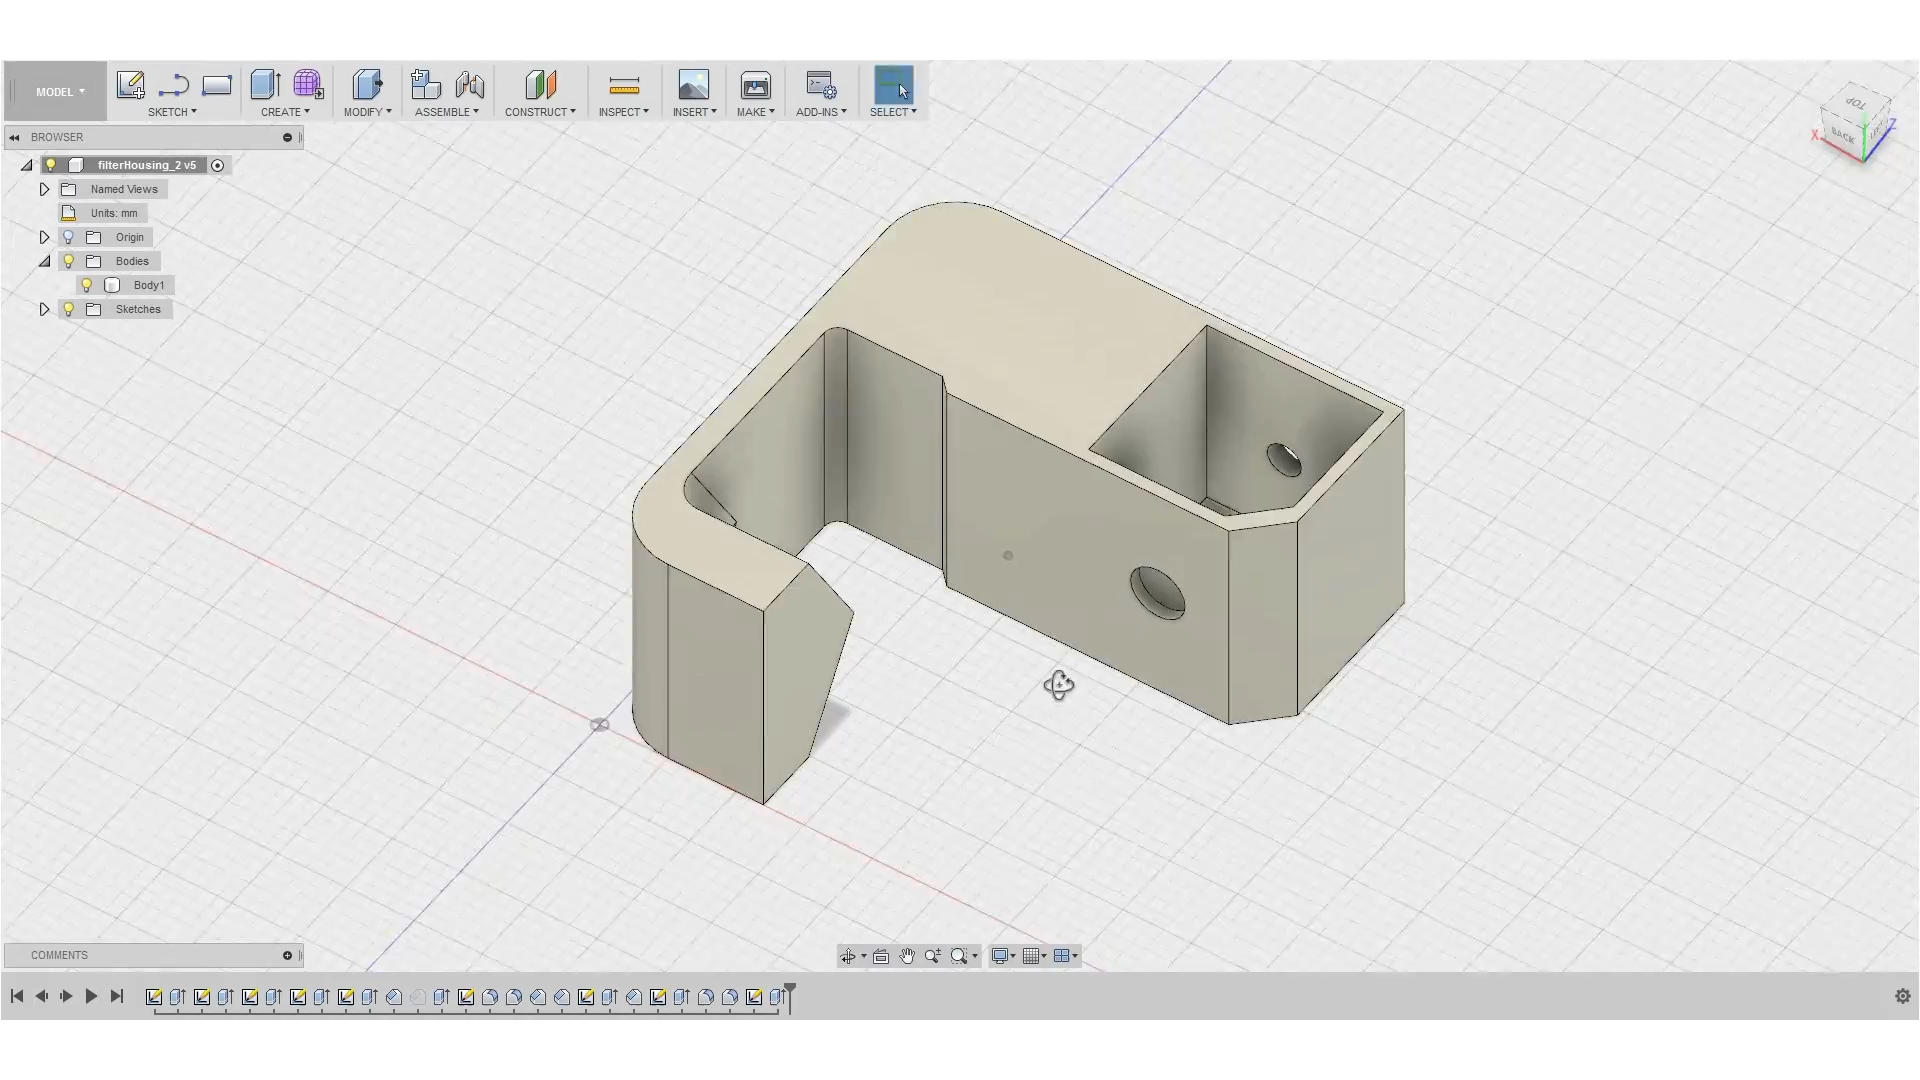 MODEL
SKETCH
CREATE
MODIFY
ASSEMBLE
CONSTRUCT
INSPECT
INSERT
MAKE
ADD-INS
SELECT
BROWSER
filterHousing_2 v5
Named Views
Units: mm
Origin
Bodies
Body1
Sketches
TOP
BACK
X
Z
COMMENTS